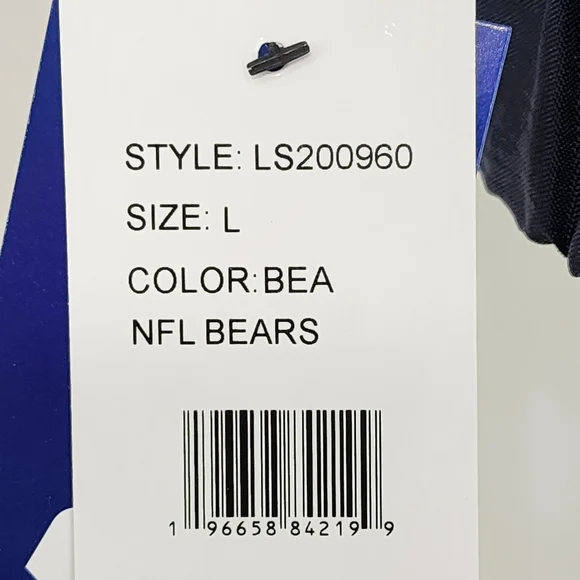 STYLE: LS200960
SIZE: L
COLOR: BEA
NFL BEARS
1 96658 84219 9